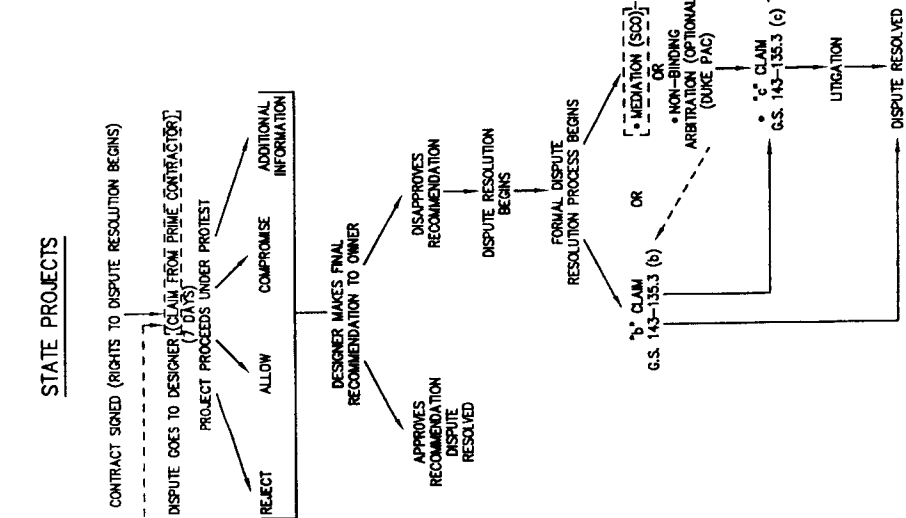 STATE PROJECTS
CONTRACT SIGNED (RIGHTS TO DISPUTE RESOLUTION BEGINS)
DISPUTE GOES TO DESIGNER (CLAIM FROM PRIME CONTRACTOR)
(7 DAYS)
PROJECT PROCEEDS UNDER PROTEST
REJECT
ALLOW
COMPROMISE
ADDITIONAL
INFORMATION
DESIGNER MAKES FINAL
RECOMMENDATION TO OWNER
APPROVES
RECOMMENDATION
DISPUTE
RESOLVED
DISAPPROVES
RECOMMENDATION
DISPUTE RESOLUTION
BEGINS
FORMAL DISPUTE
RESOLUTION PROCESS BEGINS
"b" CLAIM
G.S. 143-135.3 (b)
OR
• MEDIATION (SCO)
OR
• NON-BINDING
ARBITRATION (OPTIONAL
(DUKE PAC)
• "c" CLAIM
G.S. 143-135.3 (c)
LITIGATION
DISPUTE RESOLVED